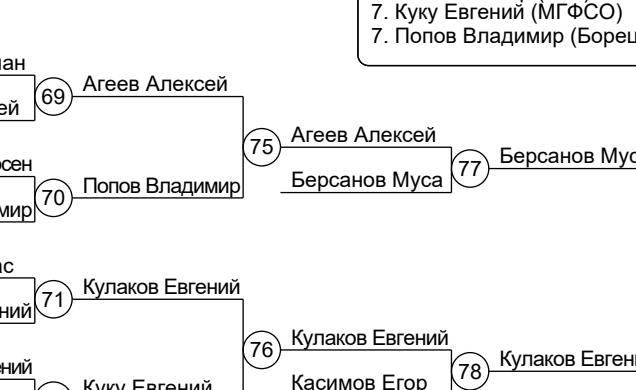 7. Куку Евгений (МГФСО)
7. Попов Владимир (Борец
69
Агеев Алексей
75
Агеев Алексей
77
Берсанов Мус
Берсанов Муса
70
Попов Владимир
71
Кулаков Евгений
76
Кулаков Евгений
78
Кулаков Евген
Касимов Егор
Куку Евгений